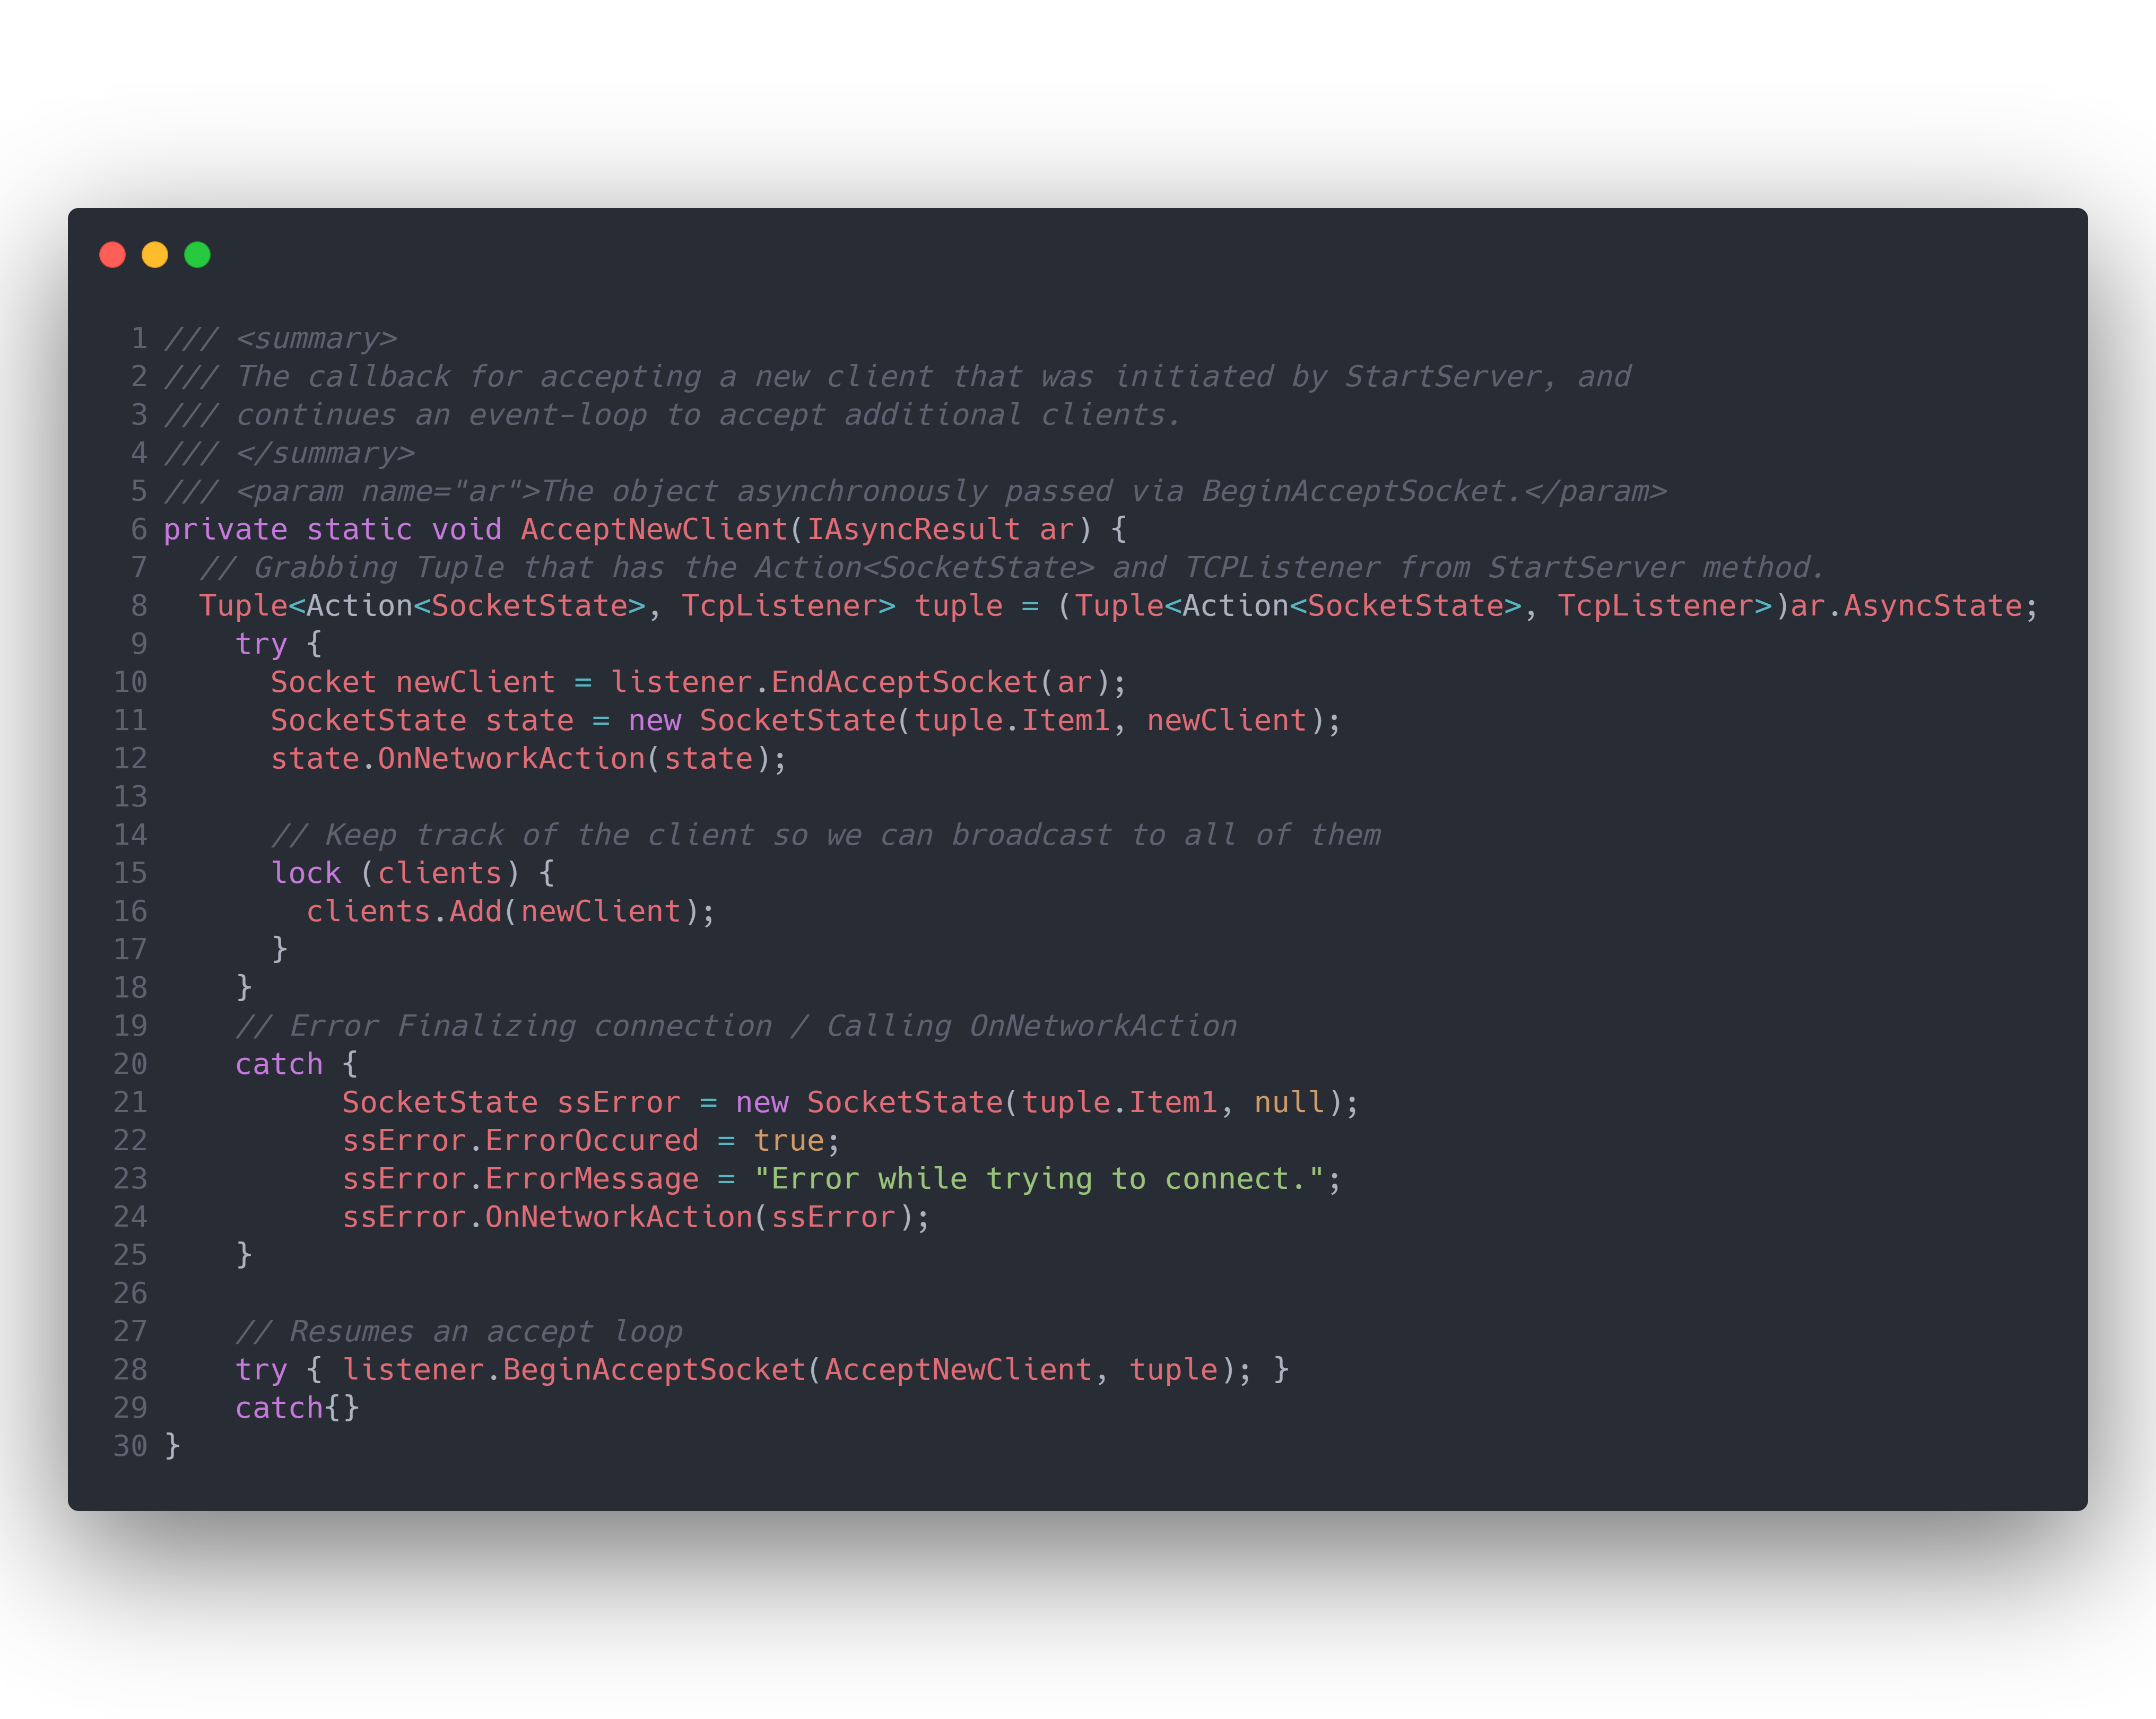 1 /// <summary>
2 /// The callback for accepting a new client that was initiated by StartServer, and
3 /// continues an event-loop to accept additional clients.
4 /// </summary>
5 /// <param name="ar">The object asynchronously passed via BeginAcceptSocket.</param>
6 private static void AcceptNewClient(IAsyncResult ar) {
7   // Grabbing Tuple that has the Action<SocketState> and TCPListener from StartServer method.
8   Tuple<Action<SocketState>, TcpListener> tuple = (Tuple<Action<SocketState>, TcpListener>)ar.AsyncState;
9     try {
10       Socket newClient = listener.EndAcceptSocket(ar);
11       SocketState state = new SocketState(tuple.Item1, newClient);
12       state.OnNetworkAction(state);
13
14       // Keep track of the client so we can broadcast to all of them
15       lock (clients) {
16         clients.Add(newClient);
17       }
18     }
19     // Error Finalizing connection / Calling OnNetworkAction
20     catch {
21           SocketState ssError = new SocketState(tuple.Item1, null);
22           ssError.ErrorOccured = true;
23           ssError.ErrorMessage = "Error while trying to connect.";
24           ssError.OnNetworkAction(ssError);
25     }
26
27     // Resumes an accept loop
28     try { listener.BeginAcceptSocket(AcceptNewClient, tuple); }
29     catch{}
30 }